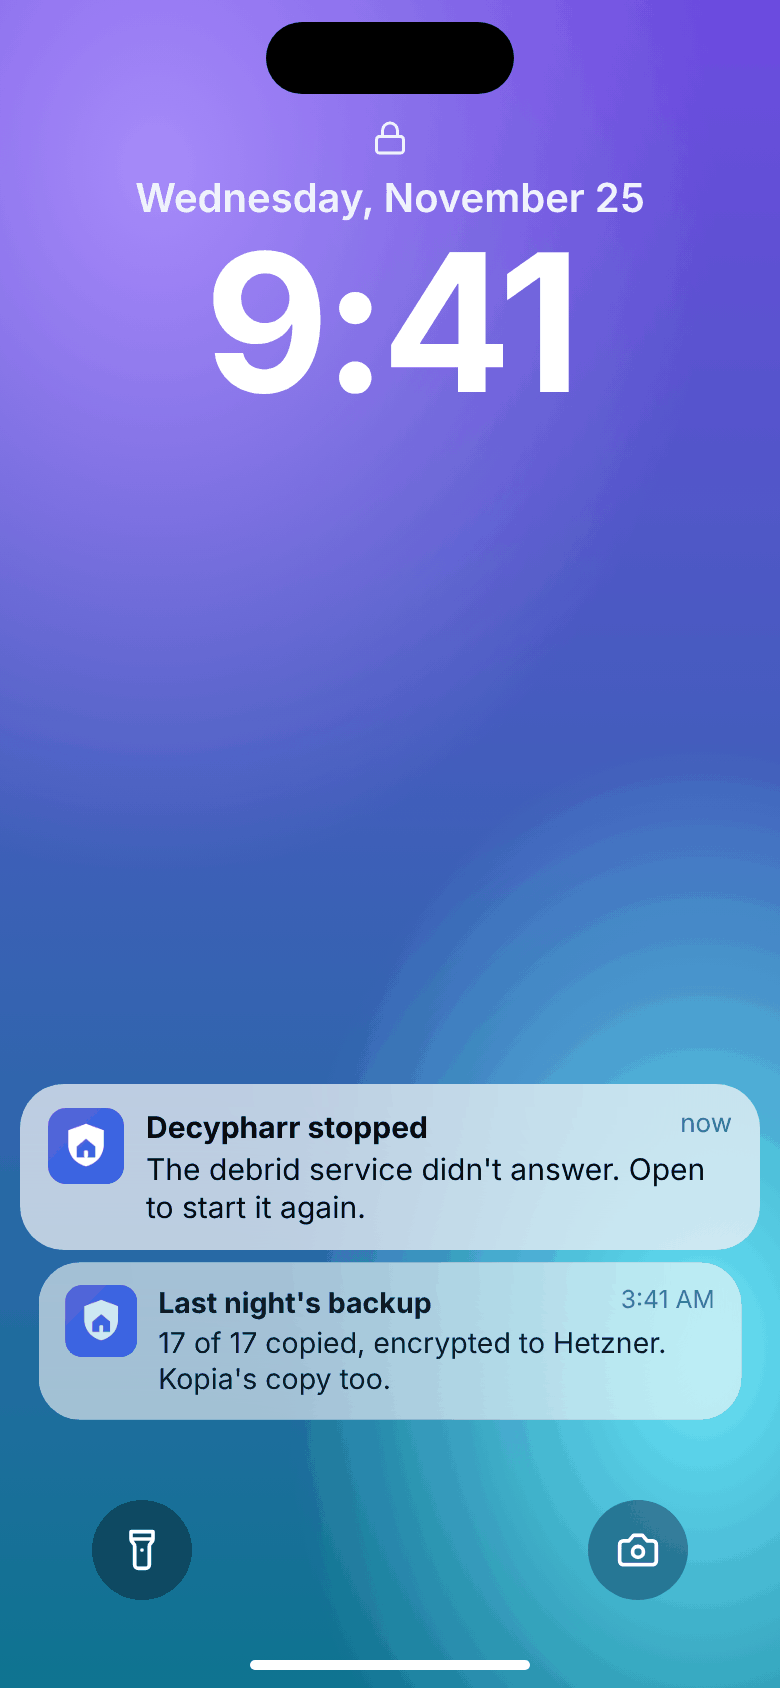 Wednesday, November 25
9:41
Decypharr stopped
now
The debrid service didn't answer. Open
to start it again.
Last night's backup
3:41 AM
17 of 17 copied, encrypted to Hetzner.
Kopia's copy too.